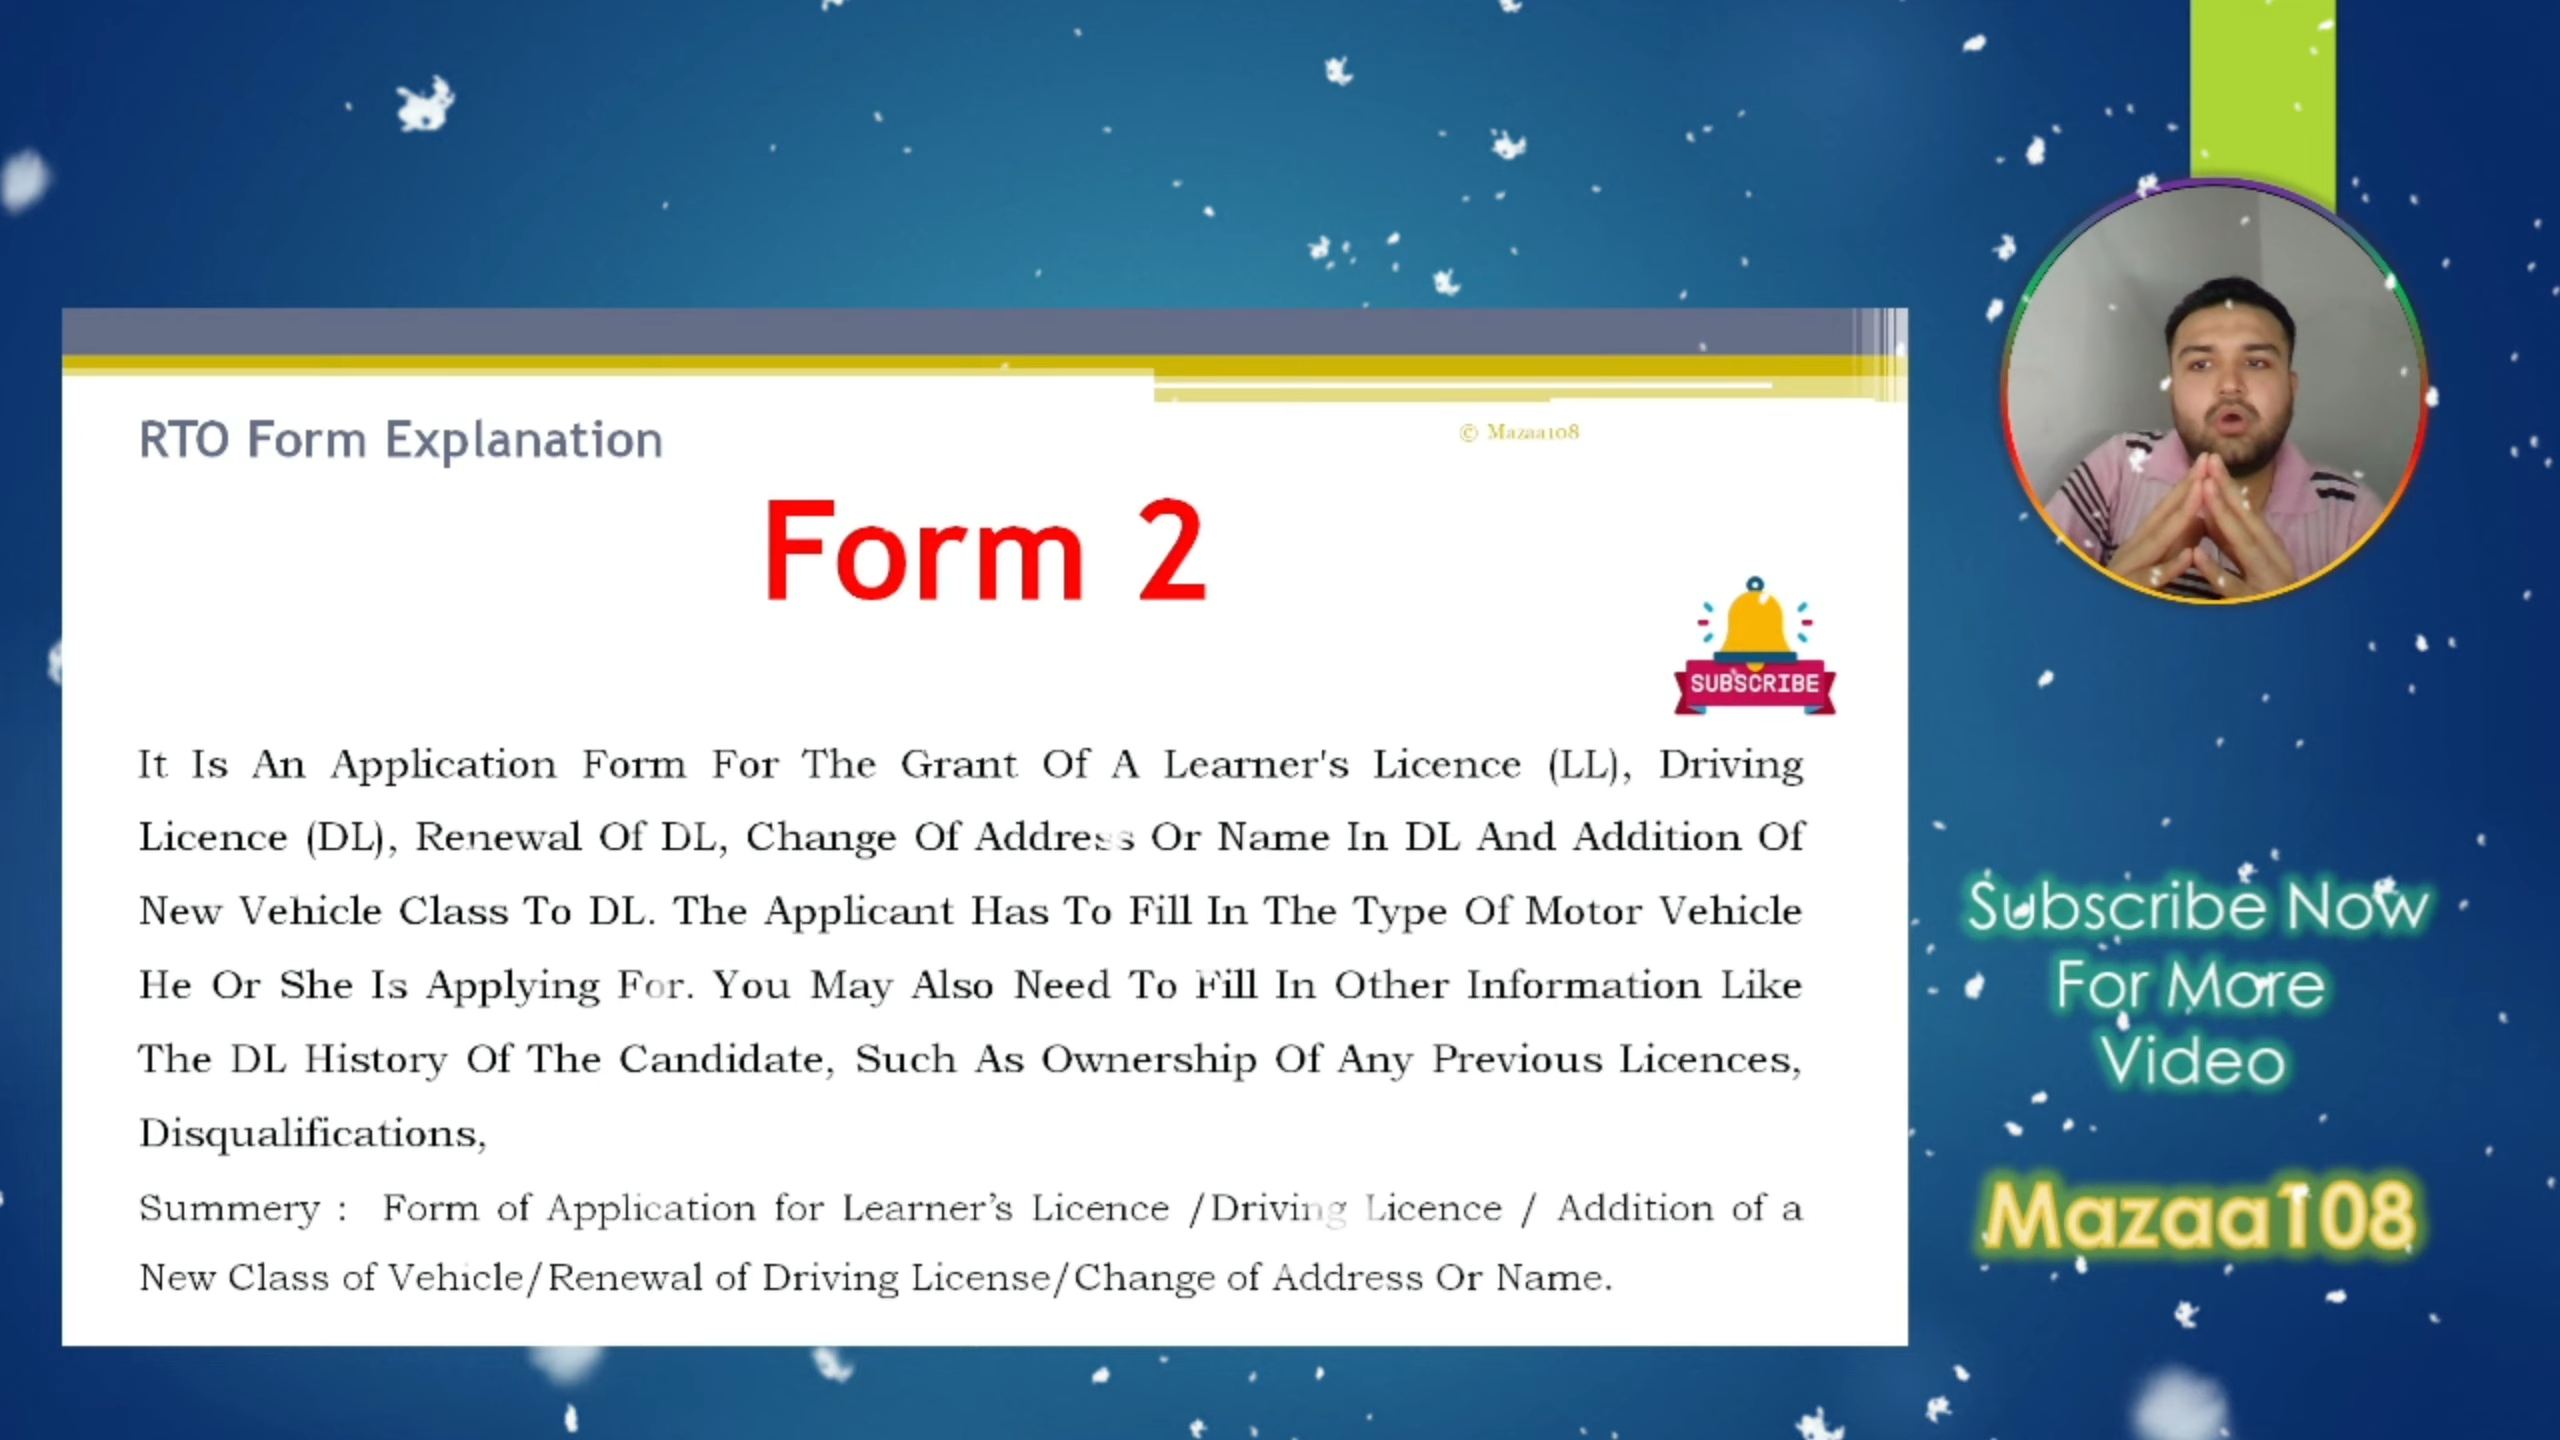 RTO Form Explanation
© Mazaa108
Form 2
SUBSCRIBE
It Is An Application Form For The Grant Of A Learner's Licence (LL), Driving
Licence (DL), Renewal Of DL, Change Of Address Or Name In DL And Addition Of
New Vehicle Class To DL. The Applicant Has To Fill In The Type Of Motor Vehicle
He Or She Is Applying For. You May Also Need To Fill In Other Information Like
The DL History Of The Candidate, Such As Ownership Of Any Previous Licences,
Disqualifications,
Summery : Form of Application for Learner’s Licence /Driving Licence / Addition of a
New Class of Vehicle/Renewal of Driving License/Change of Address Or Name.
Subscribe Now
For More
Video
Mazaa108